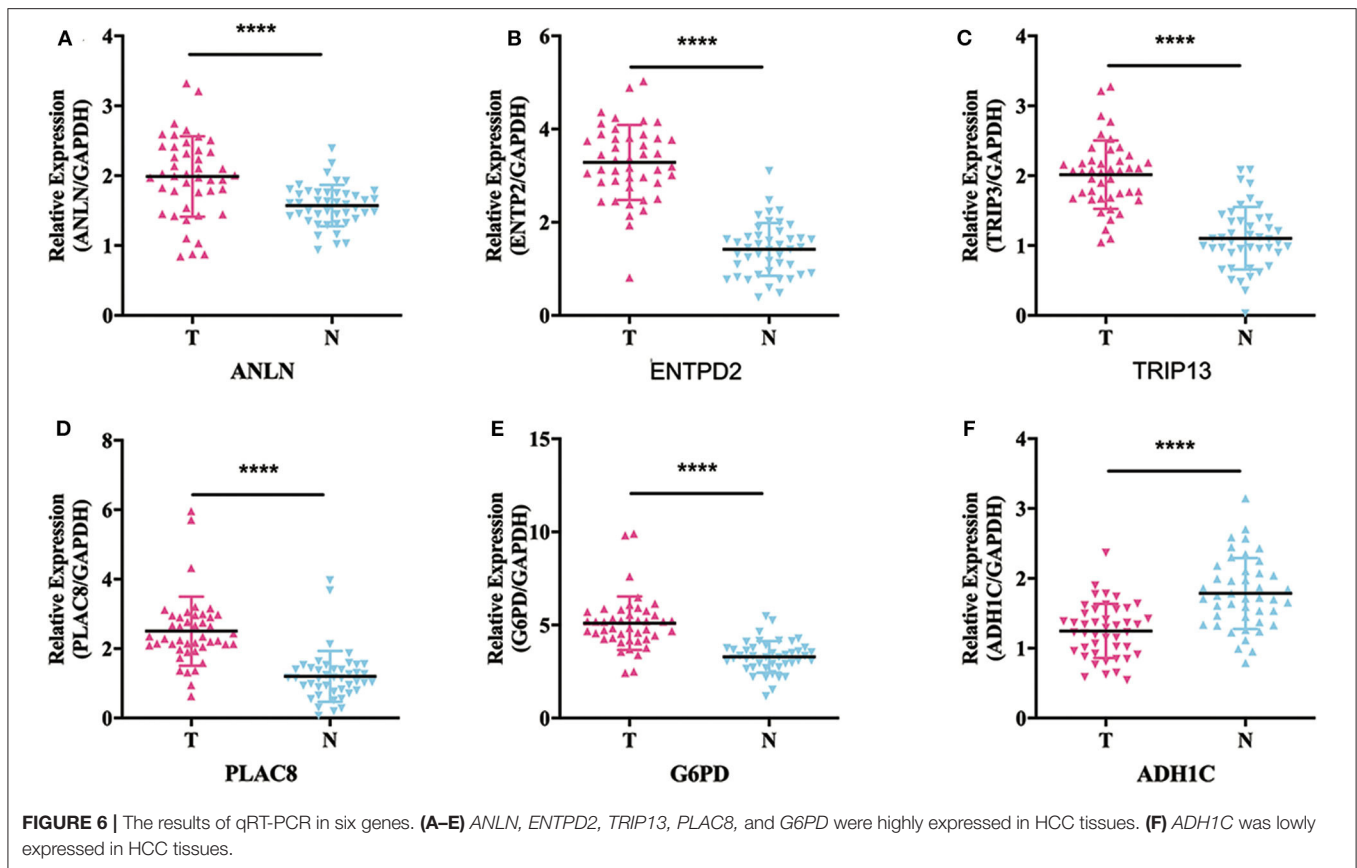 A
****
Relative Expression
(ANLN/GAPDH)
4
3
2
1
0
T
N
ANLN
B
****
Relative Expression
(ENTP2/GAPDH)
6
4
2
0
T
N
ENTPD2
C
****
Relative Expression
(TRIP3/GAPDH)
4
3
2
1
0
T
N
TRIP13
D
****
Relative Expression
(PLAC8/GAPDH)
8
6
4
2
0
T
N
PLAC8
E
****
Relative Expression
(G6PD/GAPDH)
15
10
5
0
T
N
G6PD
F
****
Relative Expression
(ADH1C/GAPDH)
4
3
2
1
0
T
N
ADH1C
FIGURE 6 | The results of qRT-PCR in six genes. (A–E) ANLN, ENTPD2, TRIP13, PLAC8, and G6PD were highly expressed in HCC tissues. (F) ADH1C was lowly
expressed in HCC tissues.